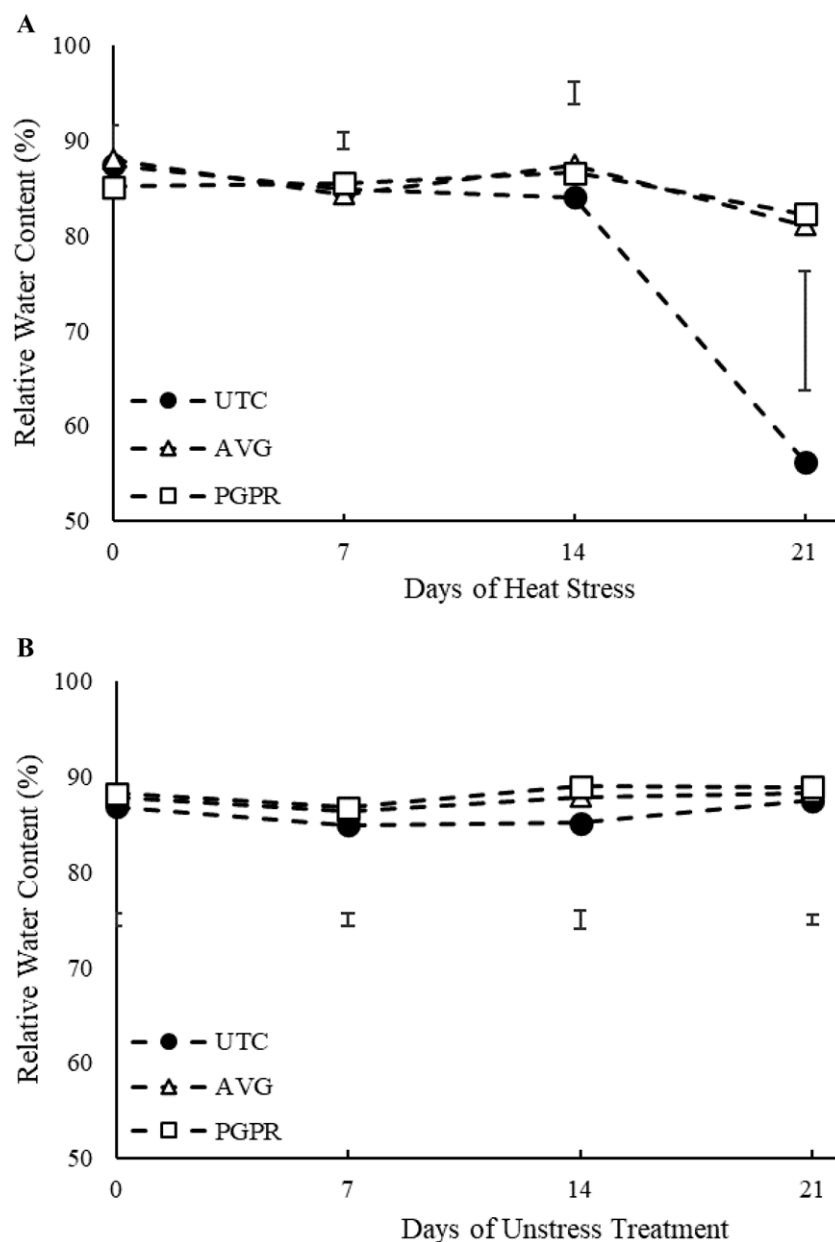 A
Relative Water Content (%)
100
90
80
70
60
50
UTC
AVG
PGPR
0 7 14 21
Days of Heat Stress
B
Relative Water Content (%)
100
90
80
70
60
50
UTC
AVG
PGPR
0 7 14 21
Days of Unstress Treatment